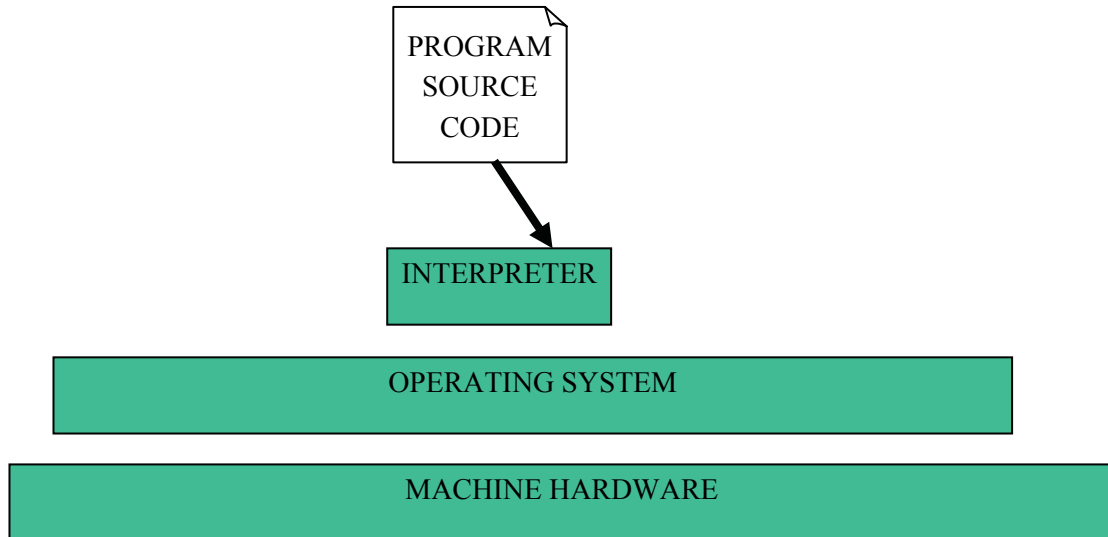 PROGRAM
SOURCE
CODE
INTERPRETER
OPERATING SYSTEM
MACHINE HARDWARE